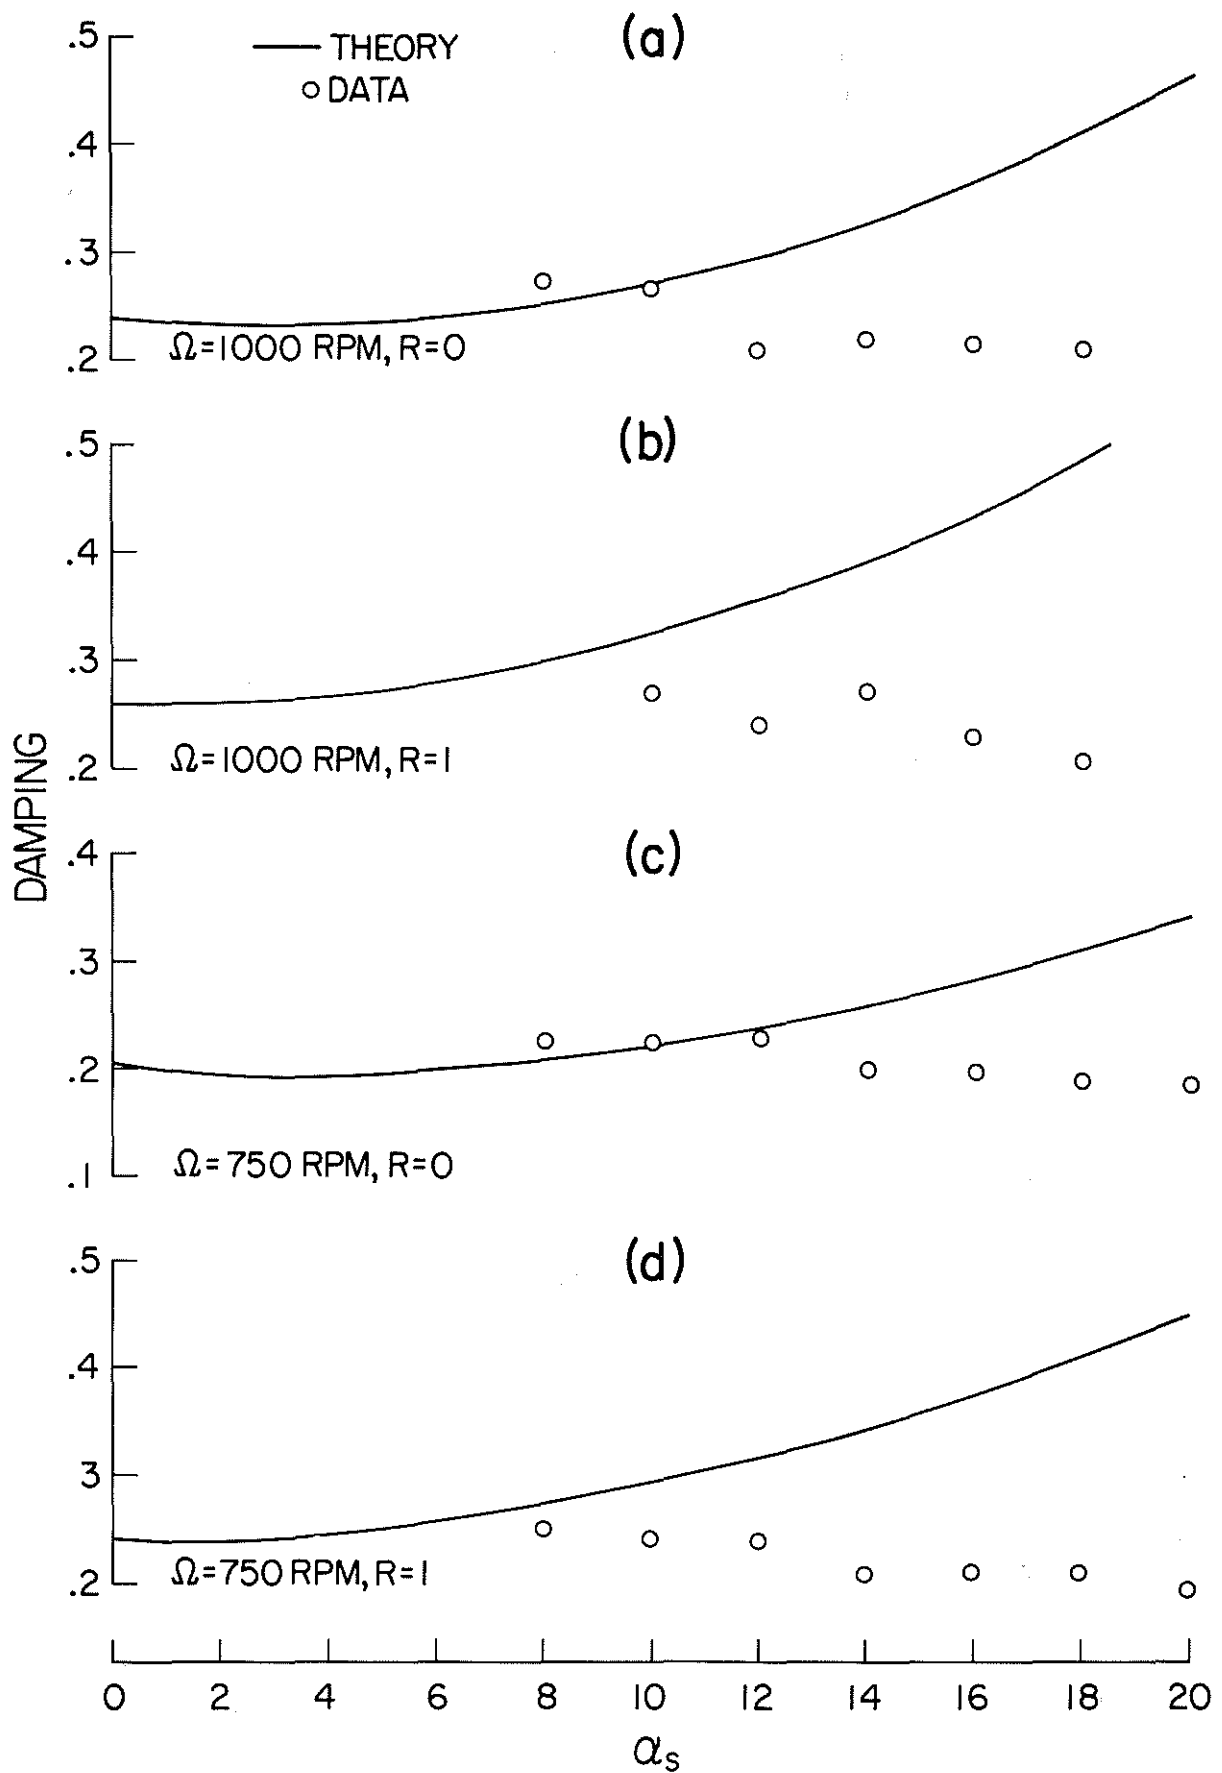 (a)
THEORY
DATA
.5
.4
.3
.2
Ω=1000 RPM, R=0
(b)
.5
.4
.3
.2
Ω=1000 RPM, R=1
DAMPING
(c)
.4
.3
.2
.1
Ω=750 RPM, R=0
(d)
.5
.4
.3
.2
Ω=750 RPM, R=1
0 2 4 6 8 10 12 14 16 18 20
αs